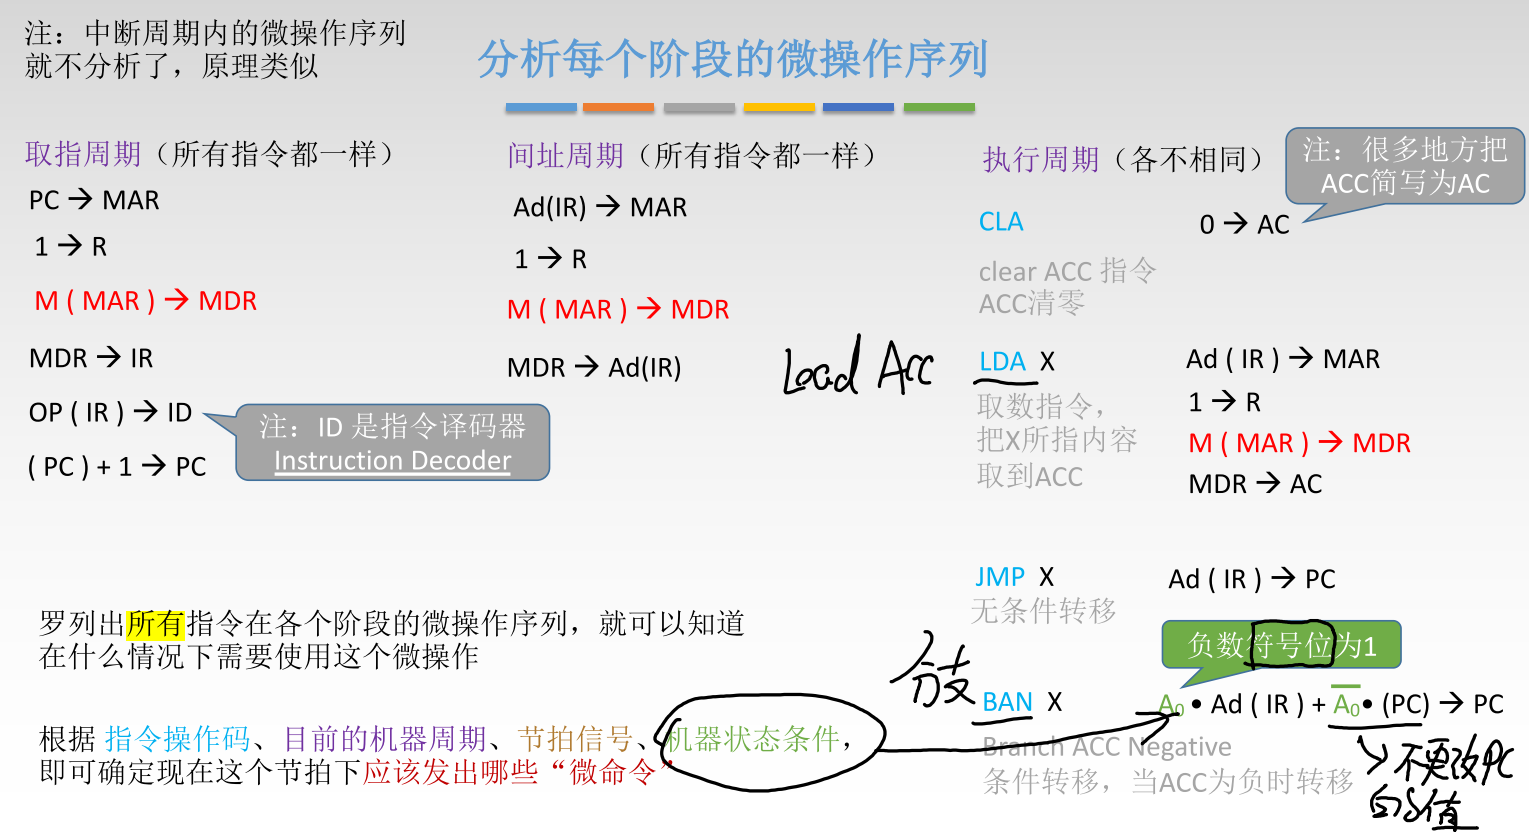 注：中断周期内的微操作序列
就不分析了，原理类似
分析每个阶段的微操作序列
取指周期（所有指令都一样）
PC → MAR
1 → R
M ( MAR ) → MDR
MDR → IR
OP ( IR ) → ID
( PC ) + 1 → PC
注：ID 是指令译码器
Instruction Decoder
间址周期（所有指令都一样）
Ad(IR) → MAR
1 → R
M ( MAR ) → MDR
MDR → Ad(IR)
执行周期（各不相同）
注：很多地方把
ACC简写为AC
CLA
0 → AC
clear ACC 指令
ACC清零
Load Acc
LDA X
取数指令，
把X所指内容
取到ACC
Ad ( IR ) → MAR
1 → R
M ( MAR ) → MDR
MDR → AC
JMP X
Ad ( IR ) → PC
无条件转移
负数符号位为1
分支
BAN X
A₀ • Ad ( IR ) + A̅₀• (PC) → PC
Branch ACC Negative
条件转移，当ACC为负时转移
不更改PC
的值
罗列出所有指令在各个阶段的微操作序列，就可以知道
在什么情况下需要使用这个微操作
根据 指令操作码、目前的机器周期、节拍信号、机器状态条件，
即可确定现在这个节拍下应该发出哪些“微命令”